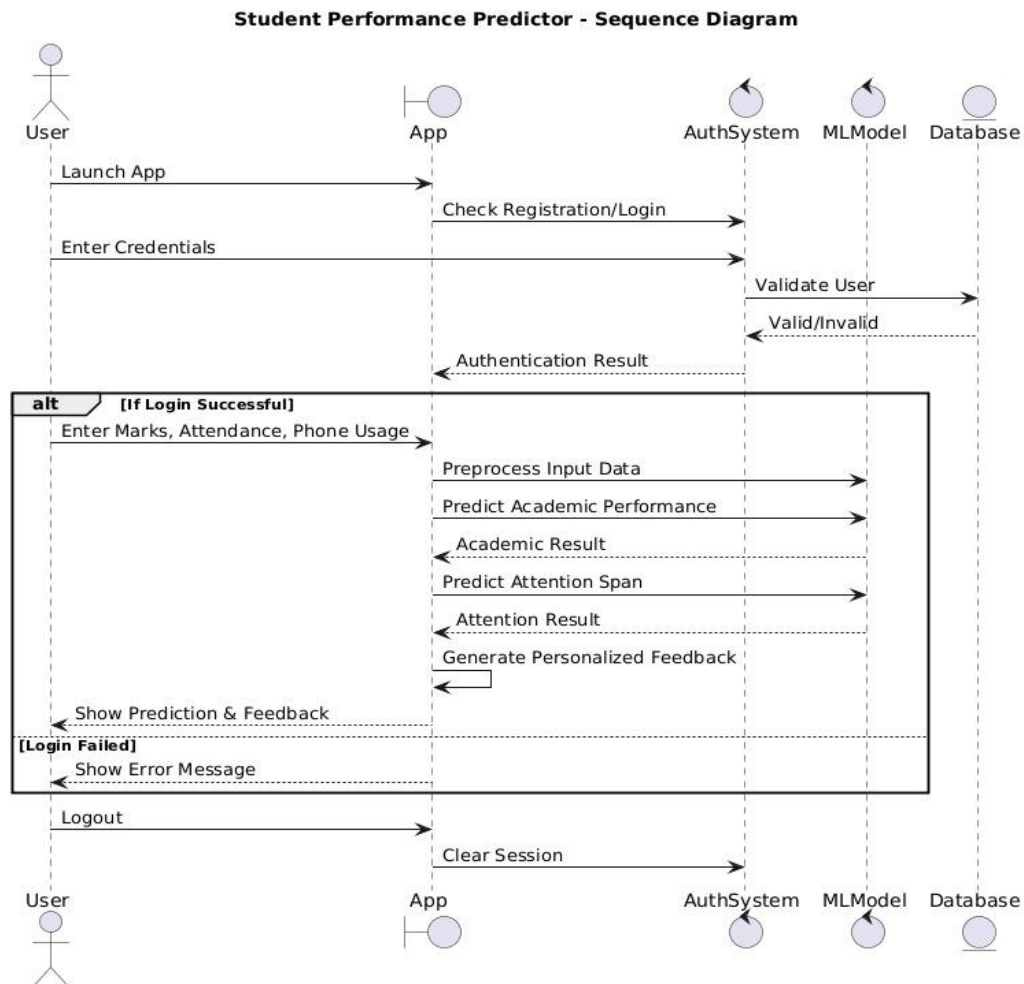 Student Performance Predictor - Sequence Diagram
User App AuthSystem MLModel Database
Launch App
Check Registration/Login
Enter Credentials
Validate User
Valid/Invalid
Authentication Result
alt [If Login Successful]
Enter Marks, Attendance, Phone Usage
Preprocess Input Data
Predict Academic Performance
Academic Result
Predict Attention Span
Attention Result
Generate Personalized Feedback
Show Prediction & Feedback
[Login Failed]
Show Error Message
Logout
Clear Session
User App AuthSystem MLModel Database